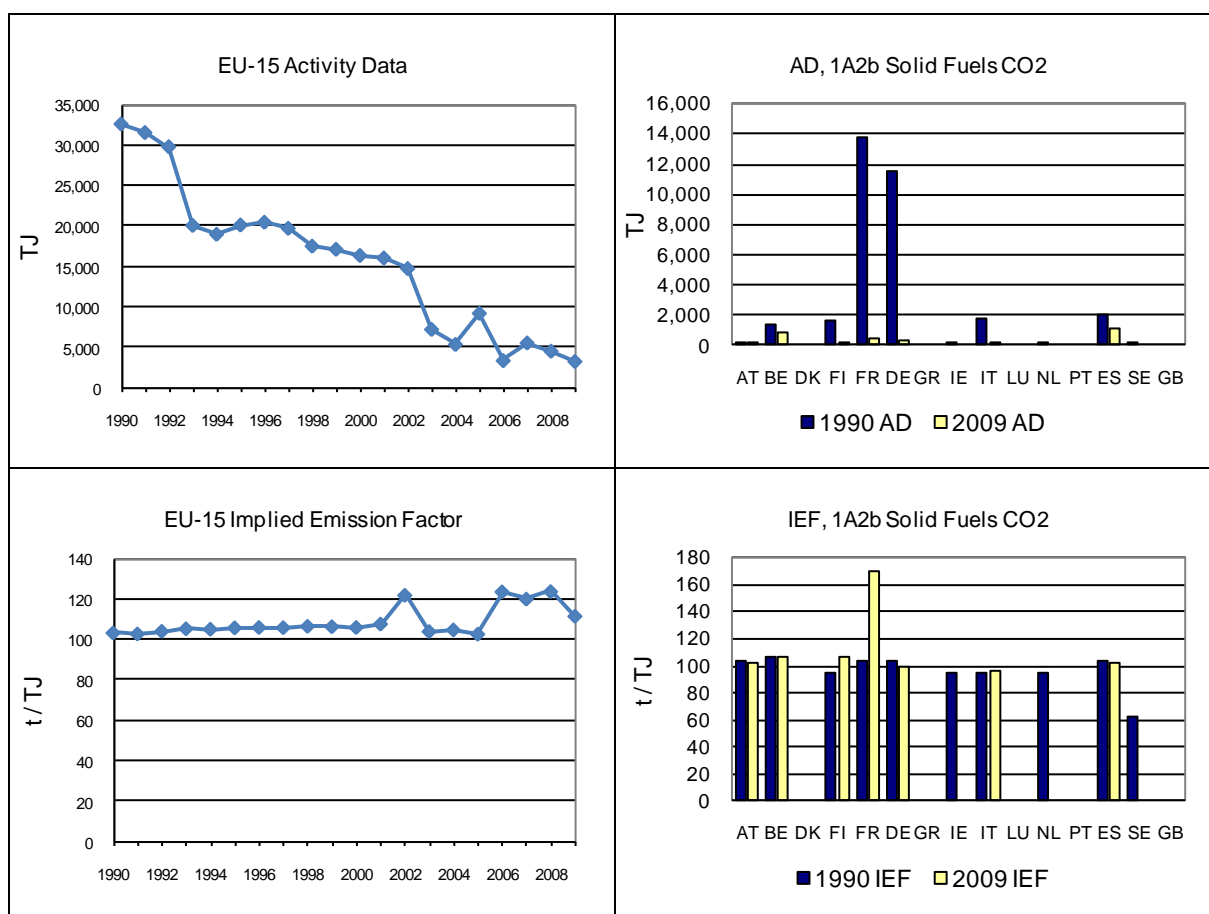 EU-15 Activity Data
35,000
30,000
25,000
20,000
15,000
10,000
5,000
0
TJ
1990 1992 1994 1996 1998 2000 2002 2004 2006 2008
AD, 1A2b Solid Fuels CO2
16,000
14,000
12,000
10,000
8,000
6,000
4,000
2,000
0
TJ
AT BE DK FI FR DE GR IE IT LU NL PT ES SE GB
1990 AD 2009 AD
EU-15 Implied Emission Factor
140
120
100
80
60
40
20
0
t / TJ
1990 1992 1994 1996 1998 2000 2002 2004 2006 2008
IEF, 1A2b Solid Fuels CO2
180
160
140
120
100
80
60
40
20
0
t / TJ
AT BE DK FI FR DE GR IE IT LU NL PT ES SE GB
1990 IEF 2009 IEF